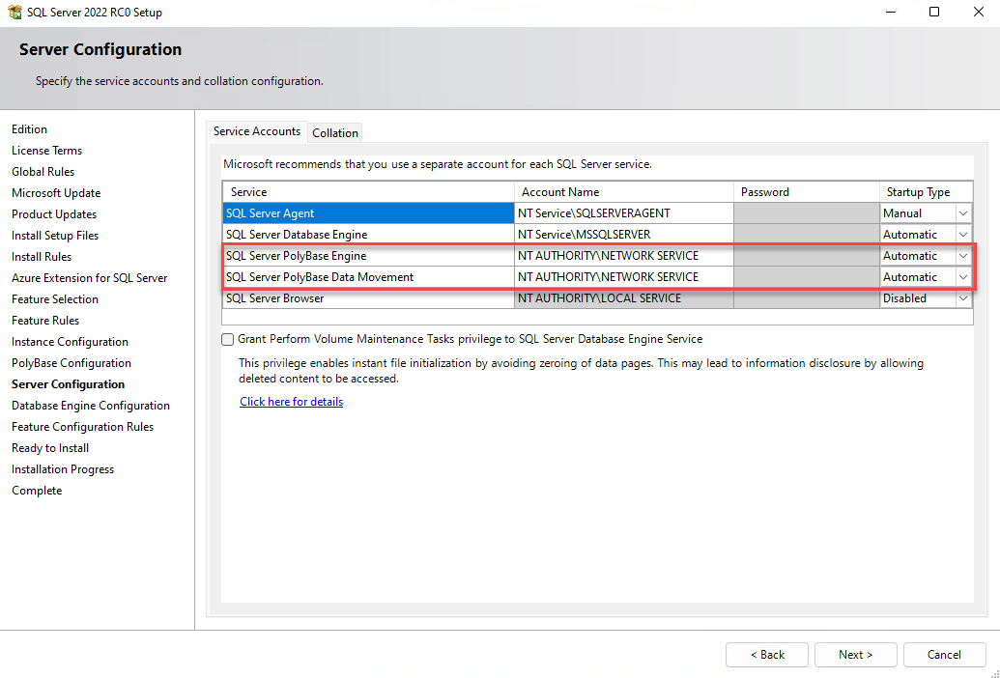 SQL Server 2022 RC0 Setup
Server Configuration
Specify the service accounts and collation configuration.
Edition
License Terms
Global Rules
Microsoft Update
Product Updates
Install Setup Files
Install Rules
Azure Extension for SQL Server
Feature Selection
Feature Rules
Instance Configuration
PolyBase Configuration
Server Configuration
Database Engine Configuration
Feature Configuration Rules
Ready to Install
Installation Progress
Complete
Service Accounts Collation
Microsoft recommends that you use a separate account for each SQL Server service.
Service Account Name Password Startup Type
SQL Server Agent NT Service\SQLSERVERAGENT Manual
SQL Server Database Engine NT Service\MSSQLSERVER Automatic
SQL Server PolyBase Engine NT AUTHORITY\NETWORK SERVICE Automatic
SQL Server PolyBase Data Movement NT AUTHORITY\NETWORK SERVICE Automatic
SQL Server Browser NT AUTHORITY\LOCAL SERVICE Disabled
Grant Perform Volume Maintenance Tasks privilege to SQL Server Database Engine Service
This privilege enables instant file initialization by avoiding zeroing of data pages. This may lead to information disclosure by allowing
deleted content to be accessed.
Click here for details
< Back Next > Cancel